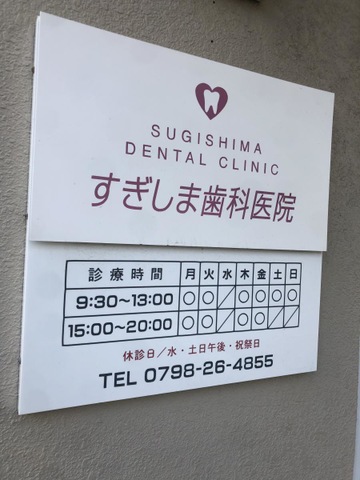 SUGISHIMA
DENTAL CLINIC
すぎしま歯科医院
診療時間 月 火 水 木 金 土 日
9:30～13:00 ○ ○ ／ ○ ○ ○ ○
15:00～20:00 ○ ○ ／ ○ ○ ／ ／
休診日／水・土日午後・祝祭日
TEL 0798-26-4855